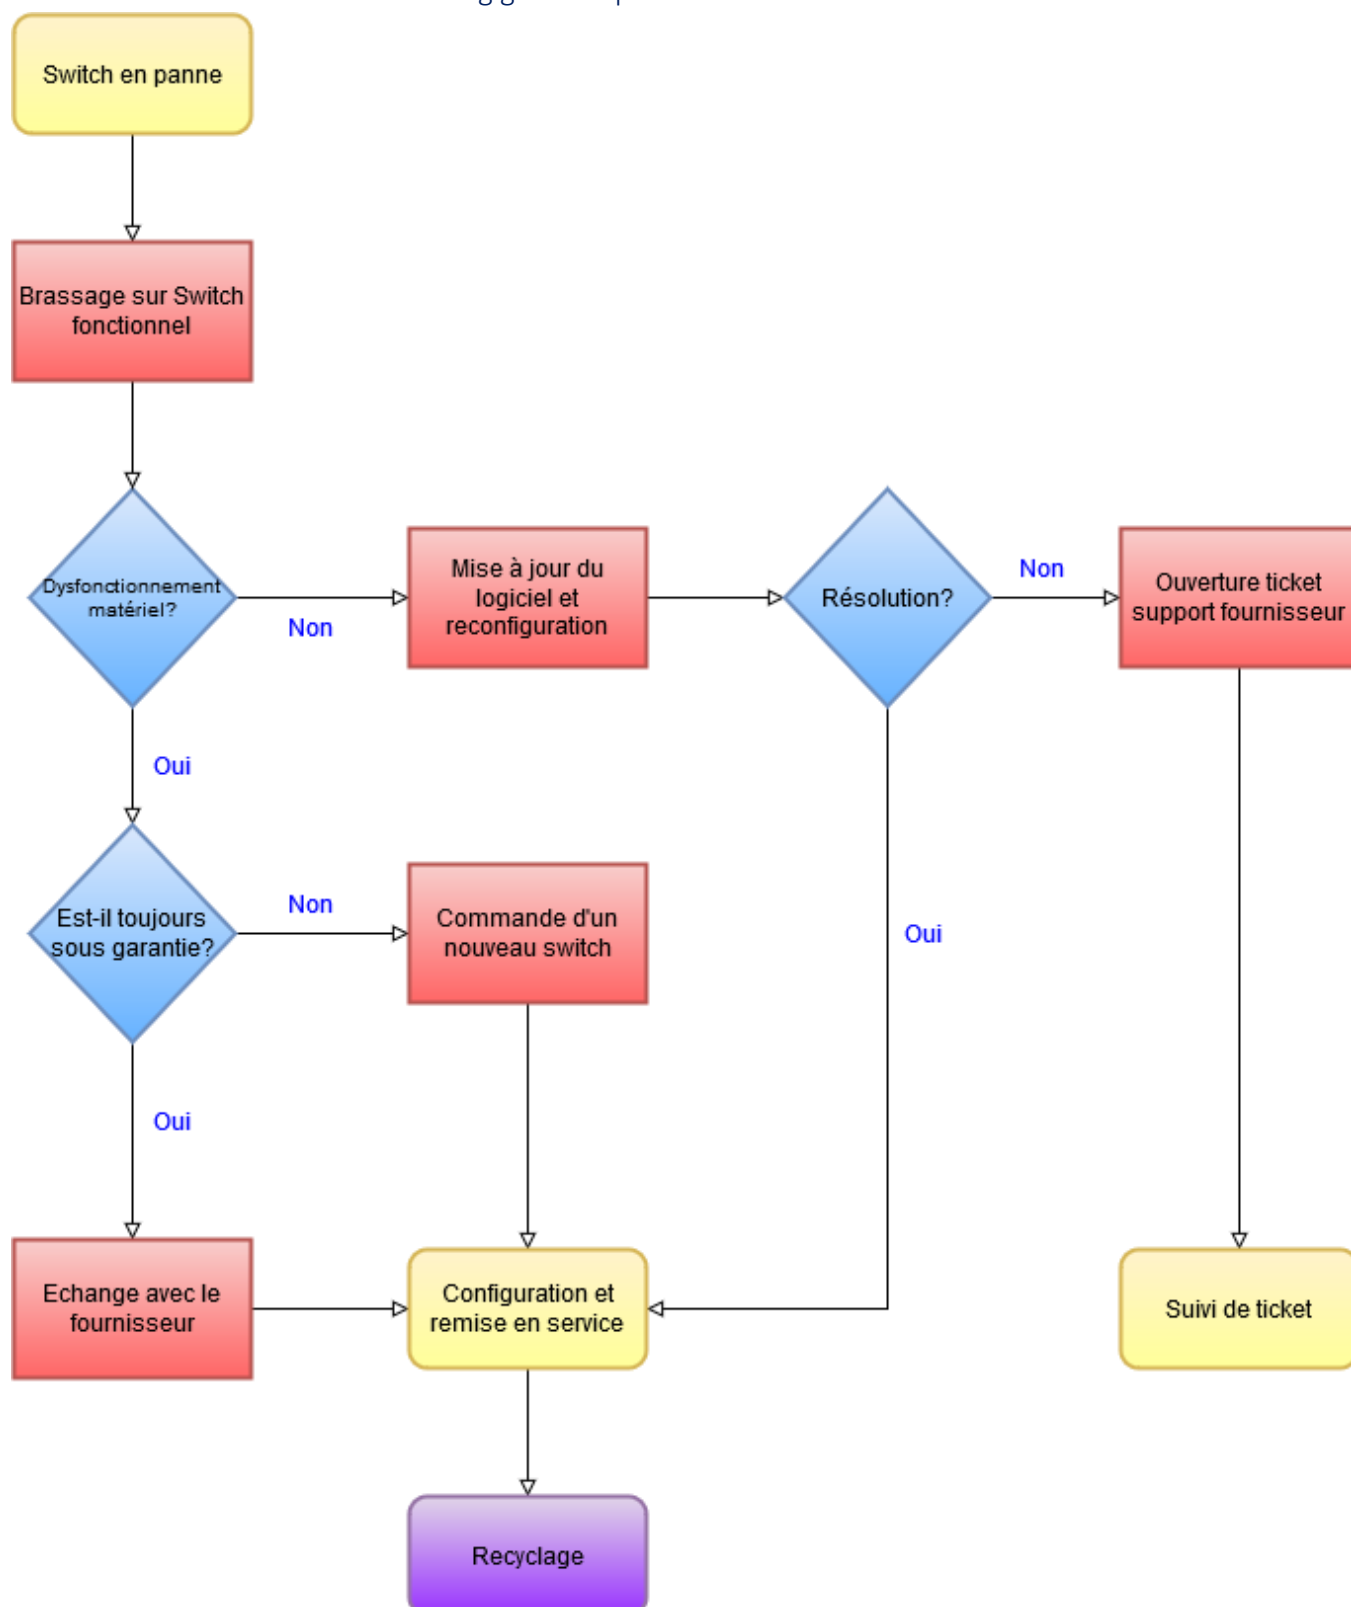 Switch en panne
Brassage sur Switch
fonctionnel
Dysfonctionnement
matériel?
Non
Mise à jour du
logiciel et
reconfiguration
Résolution?
Non
Ouverture ticket
support fournisseur
Oui
Est-il toujours
sous garantie?
Non
Commande d'un
nouveau switch
Oui
Oui
Echange avec le
fournisseur
Configuration et
remise en service
Suivi de ticket
Recyclage